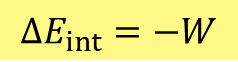 ΔE_int = −W